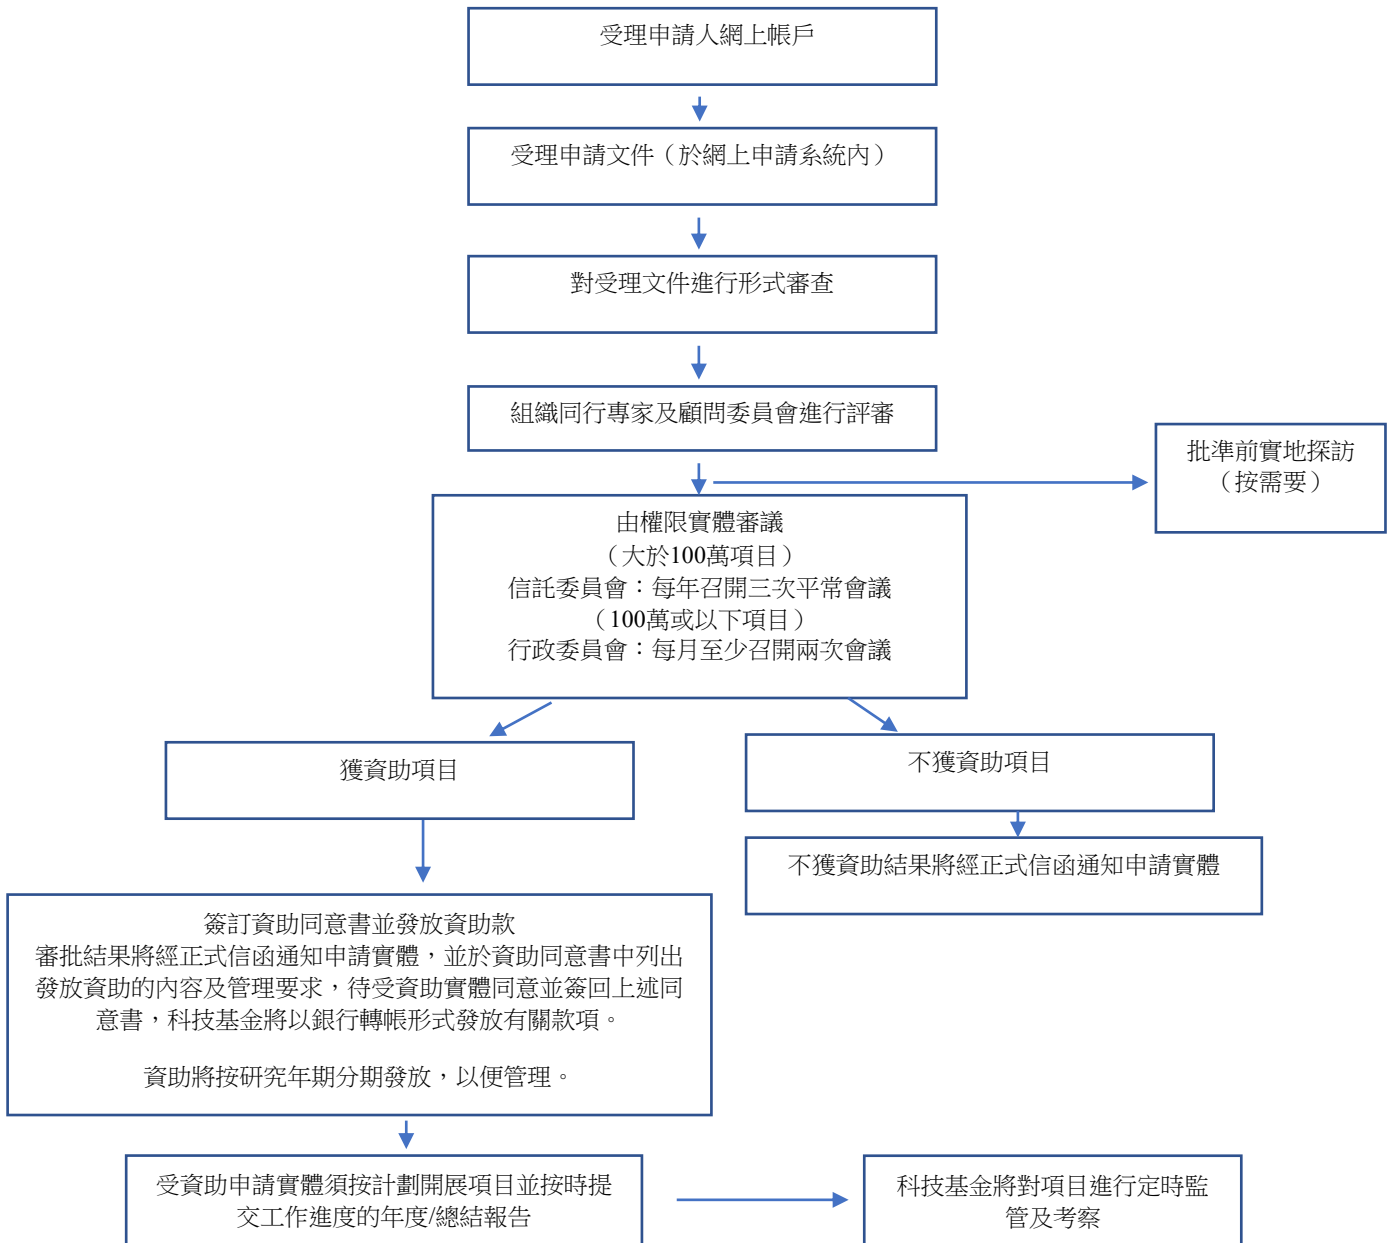 受理申請人網上帳戶
受理申請文件（於網上申請系統內）
對受理文件進行形式審查
組織同行專家及顧問委員會進行評審
批準前實地探訪
（按需要）
由權限實體審議
（大於100萬項目）
信託委員會：每年召開三次平常會議
（100萬或以下項目）
行政委員會：每月至少召開兩次會議
獲資助項目
不獲資助項目
不獲資助結果將經正式信函通知申請實體
簽訂資助同意書並發放資助款
審批結果將經正式信函通知申請實體，並於資助同意書中列出
發放資助的內容及管理要求，待受資助實體同意並簽回上述同
意書，科技基金將以銀行轉帳形式發放有關款項。
資助將按研究年期分期發放，以便管理。
受資助申請實體須按計劃開展項目並按時提
交工作進度的年度/總結報告
科技基金將對項目進行定時監
管及考察